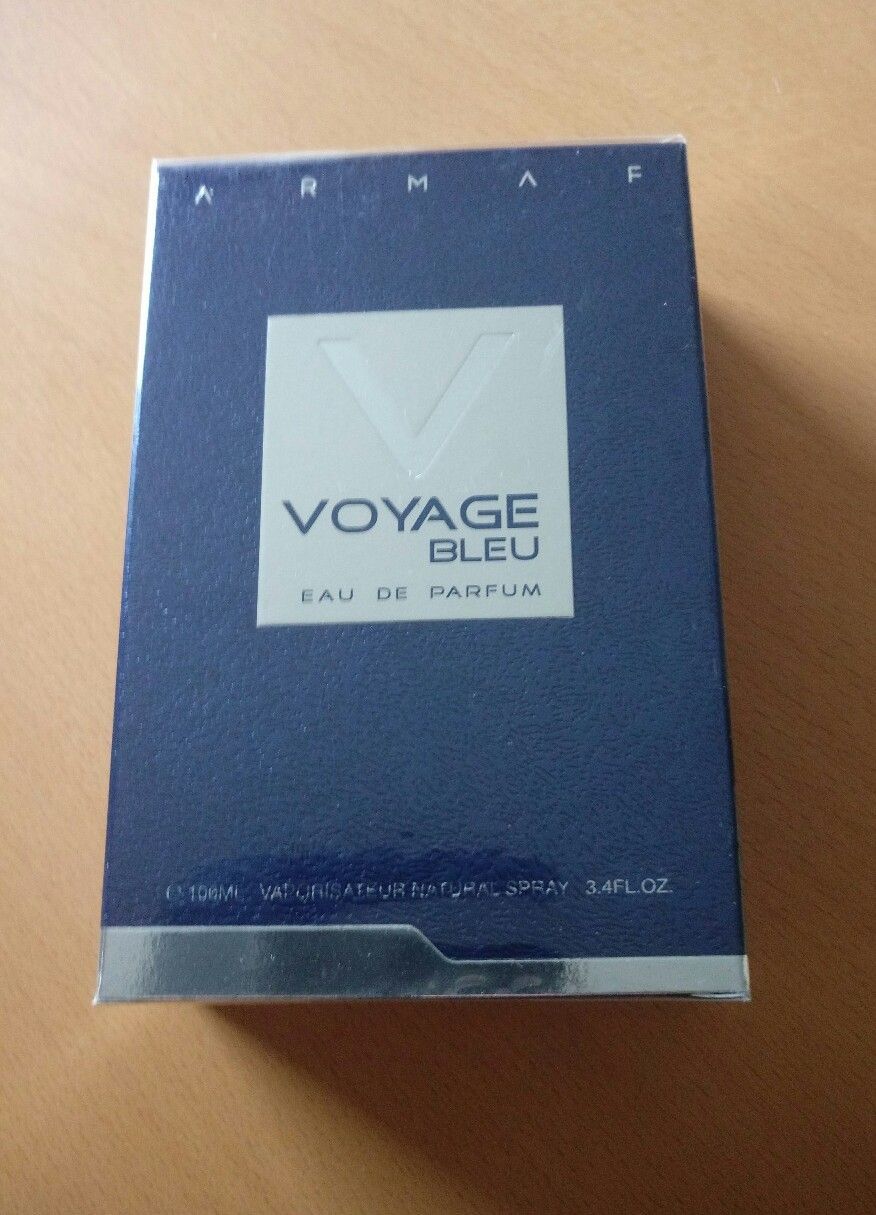 ARMAF
V
VOYAGE
BLEU
EAU DE PARFUM
100ML VAPORISATEUR NATURAL SPRAY 3.4FL.OZ.